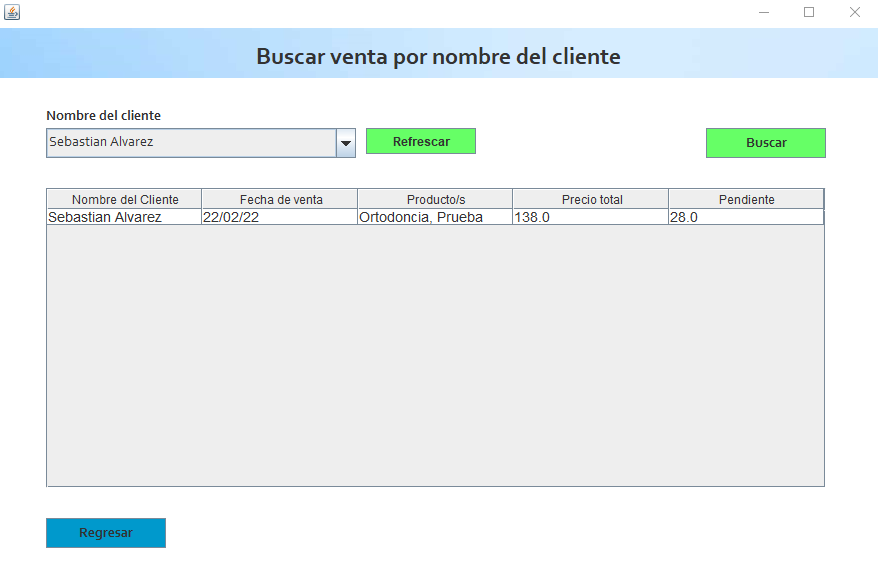 Buscar venta por nombre del cliente
Nombre del cliente
Sebastian Alvarez Refrescar Buscar
Nombre del Cliente Fecha de venta Producto/s Precio total Pendiente
Sebastian Alvarez 22/02/22 Ortodoncia, Prueba 138.0 28.0
Regresar